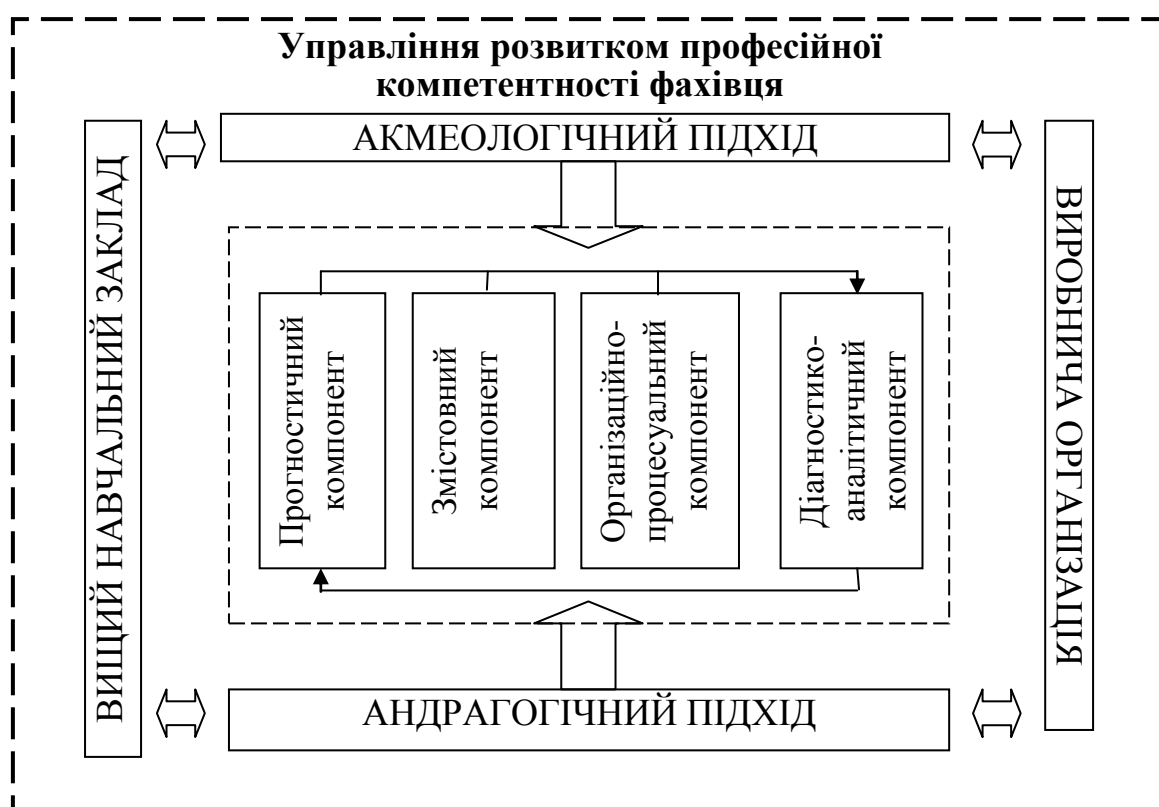 Управління розвитком професійної
компетентності фахівця
АКМЕОЛОГІЧНИЙ ПІДХІД
ВИЩИЙ НАВЧАЛЬНИЙ ЗАКЛАД
Прогностичний
компонент
Змістовний
компонент
Організаційно-
процесуальний
компонент
Діагностико-
аналітичний
компонент
ВИРОБНИЧА ОРГАНІЗАЦІЯ
АНДРАГОГІЧНИЙ ПІДХІД